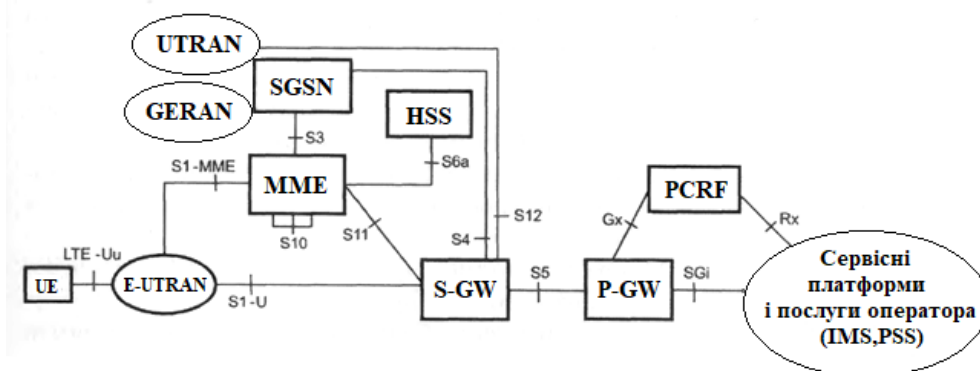 UTRAN
SGSN
GERAN
HSS
S3
S6a
S1-MME
MME
PCRF
S12
Gx
Rx
S10
S11
S4
LTE-Uu
UE
E-UTRAN
S1-U
S-GW
S5
P-GW
SGi
Сервісні
платформи
і послуги оператора
(IMS,PSS)